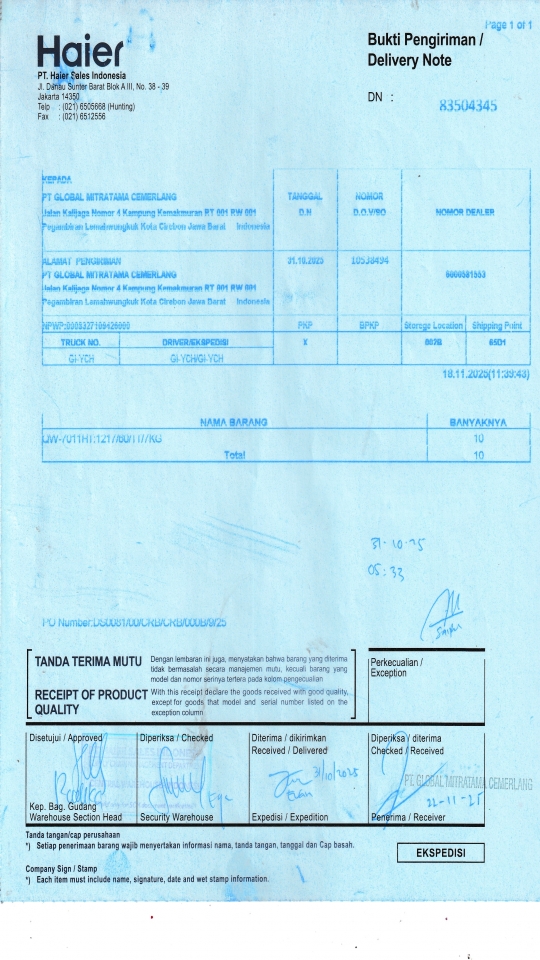 Page 1 of 1
Haier
Bukti Pengiriman /
Delivery Note
PT. Haier Sales Indonesia
Jl. Danau Sunter Barat Blok A III, No. 38 - 39
Jakarta 14350
Telp : (021) 6505668 (Hunting)
Fax : (021) 6512556
DN : 83504345
KEPADA
PT GLOBAL MITRATAMA CEMERLANG
Jalan Kalijaga Nomor 4 Kampung Kemakmuran RT 001 RW 001
Pegambiran Lemahwungkuk Kota Cirebon Jawa Barat Indonesia
TANGGAL
D.N
NOMOR
D.O.V/SO
NOMOR DEALER
ALAMAT PENGIRIMAN
PT GLOBAL MITRATAMA CEMERLANG
Jalan Kalijaga Nomor 4 Kampung Kemakmuran RT 001 RW 001
Pegambiran Lemahwungkuk Kota Cirebon Jawa Barat Indonesia
31.10.2025
10538494
PKP
BPKP
Storage Location
Shipping Point
TRUCK NO.
DRIVER/EKSPEDISI
X
GI-YCH
GI-YCH/GI-YCH
18.11.2025(11:39:43)
NAMA BARANG
BANYAKNYA
10
Total
10
31-10-25
05:33
TANDA TERIMA MUTU
Dengan lembaran ini juga, menyatakan bahwa barang yang diterima
tidak bermasalah secara manajemen mutu, kecuali barang yang
model dan nomor serinya tertera pada kolom pengecualian
RECEIPT OF PRODUCT
QUALITY
With this receipt declare the goods received with good quality,
except for goods that model and serial number listed on the
exception column
Perkecualian /
Exception
Disetujui / Approved
Diperiksa / Checked
Diterima / dikirimkan
Received / Delivered
Diperiksa / diterima
Checked / Received
31/10/2025
PT. GLOBAL MITRATAMA CEMERLANG
22-11-25
Kep. Bag. Gudang
Warehouse Section Head
Security Warehouse
Expedisi / Expedition
Penerima / Receiver
Tanda tangan/cap perusahaan
*) Setiap penerimaan barang wajib menyertakan informasi nama, tanda tangan, tanggal dan Cap basah.
EKSPEDISI
Company Sign / Stamp
*) Each item must include name, signature, date and wet stamp information.